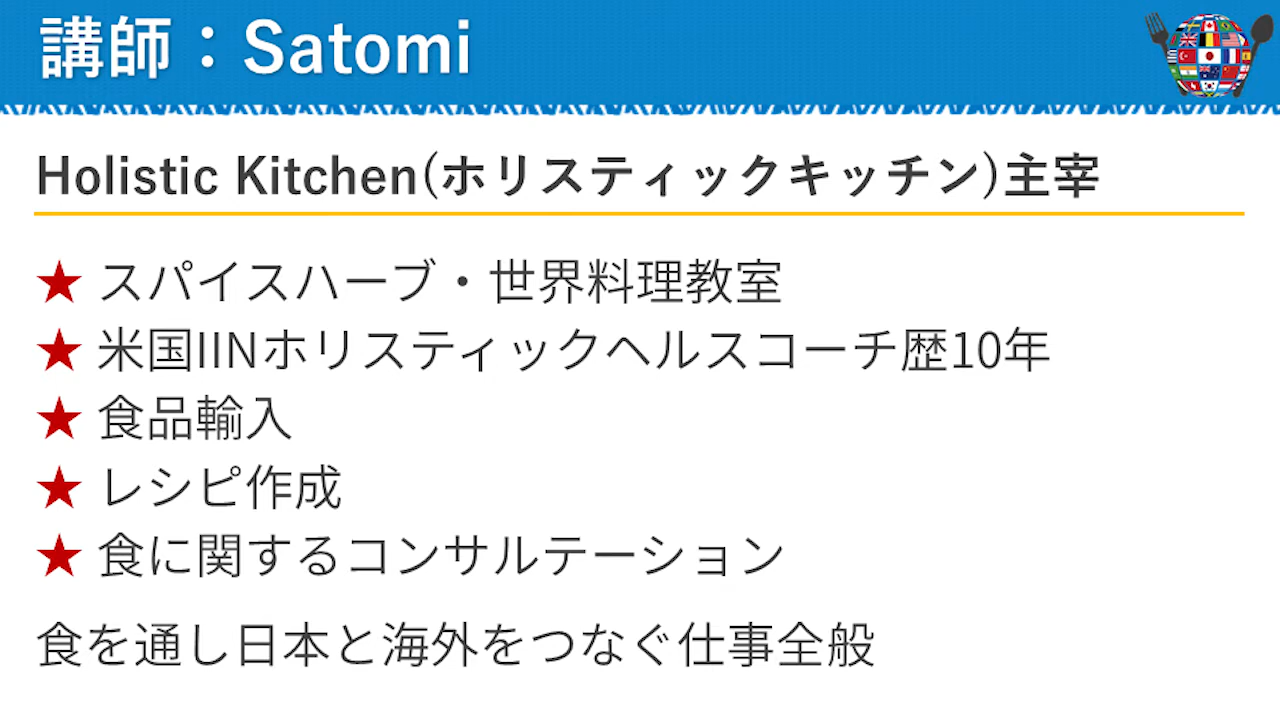 講師：Satomi
Holistic Kitchen(ホリスティックキッチン)主宰
★ スパイスハーブ・世界料理教室
★ 米国IINホリスティックヘルスコーチ歴10年
★ 食品輸入
★ レシピ作成
★ 食に関するコンサルテーション
食を通し日本と海外をつなぐ仕事全般